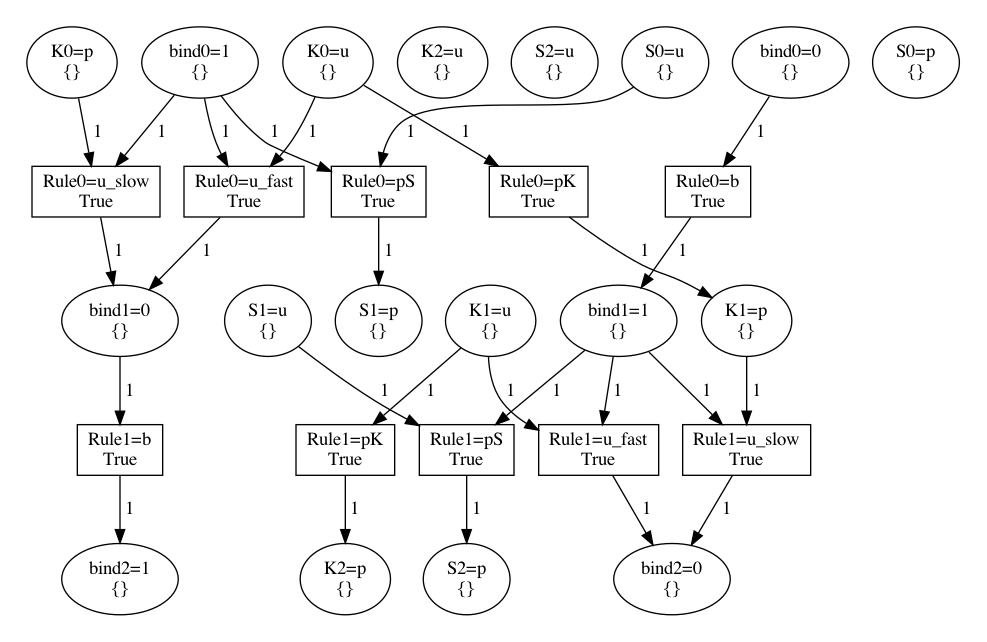 K0=p
{}
bind0=1
{}
K0=u
{}
K2=u
{}
S2=u
{}
S0=u
{}
bind0=0
{}
S0=p
{}
1
1
1
1
1
1
1
1
Rule0=u_slow
True
Rule0=u_fast
True
Rule0=pS
True
Rule0=pK
True
Rule0=b
True
1
1
1
1
1
bind1=0
{}
S1=u
{}
S1=p
{}
K1=u
{}
bind1=1
{}
K1=p
{}
1
1
1
1
1
1
1
1
Rule1=b
True
Rule1=pK
True
Rule1=pS
True
Rule1=u_fast
True
Rule1=u_slow
True
1
1
1
1
1
bind2=1
{}
K2=p
{}
S2=p
{}
bind2=0
{}